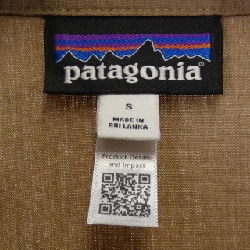 patagonia
S
MADE IN
SRI LANKA
Product Details
and Impact